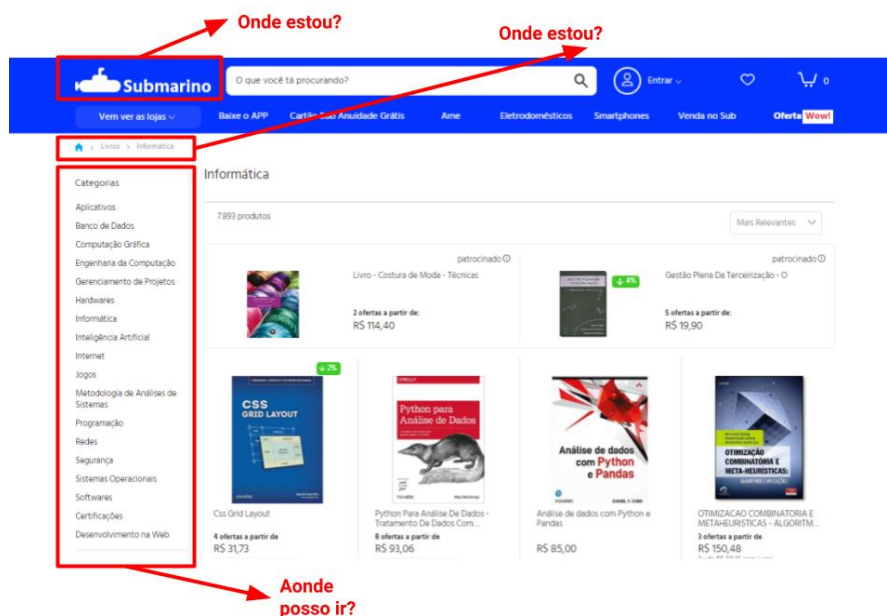 Onde estou?
Onde estou?
Submarino
O que você tá procurando?
Entrar
0
Vem ver as lojas
Baixe o APP
Cartão Sub Anuidade Grátis
Ame
Eletrodomésticos
Smartphones
Venda no Sub
Oferta Wow!
> Livros > Informática
Categorias
Aplicativos
Banco de Dados
Computação Gráfica
Engenharia da Computação
Gerenciamento de Projetos
Hardwares
Informática
Inteligência Artificial
Internet
Jogos
Metodologia de Análises de
Sistemas
Programação
Redes
Segurança
Sistemas Operacionais
Softwares
Certificações
Desenvolvimento na Web
Informática
7.893 produtos
Mais Relevantes
patrocinado
Livro - Costura de Moda - Técnicas
2 ofertas a partir de:
R$ 114,40
patrocinado
4%
Gestão Plena Da Terceirização - O
5 ofertas a partir de:
R$ 19,90
2%
CSS
GRID LAYOUT
Css Grid Layout
4 ofertas a partir de
R$ 31,73
Python para
Análise de Dados
Python Para Análise De Dados -
Tratamento De Dados Com...
8 ofertas a partir de
R$ 93,06
Análise de dados
com Python
e Pandas
Análise de dados com Python e
Pandas
R$ 85,00
OTIMIZAÇÃO
COMBINATÓRIA E
META-HEURÍSTICAS:
ALGORITMOS E APLICAÇÕES
OTIMIZACAO COMBINATORIA E
METAHEURISTICAS - ALGORITM...
3 ofertas a partir de
R$ 150,48
Aonde
posso ir?